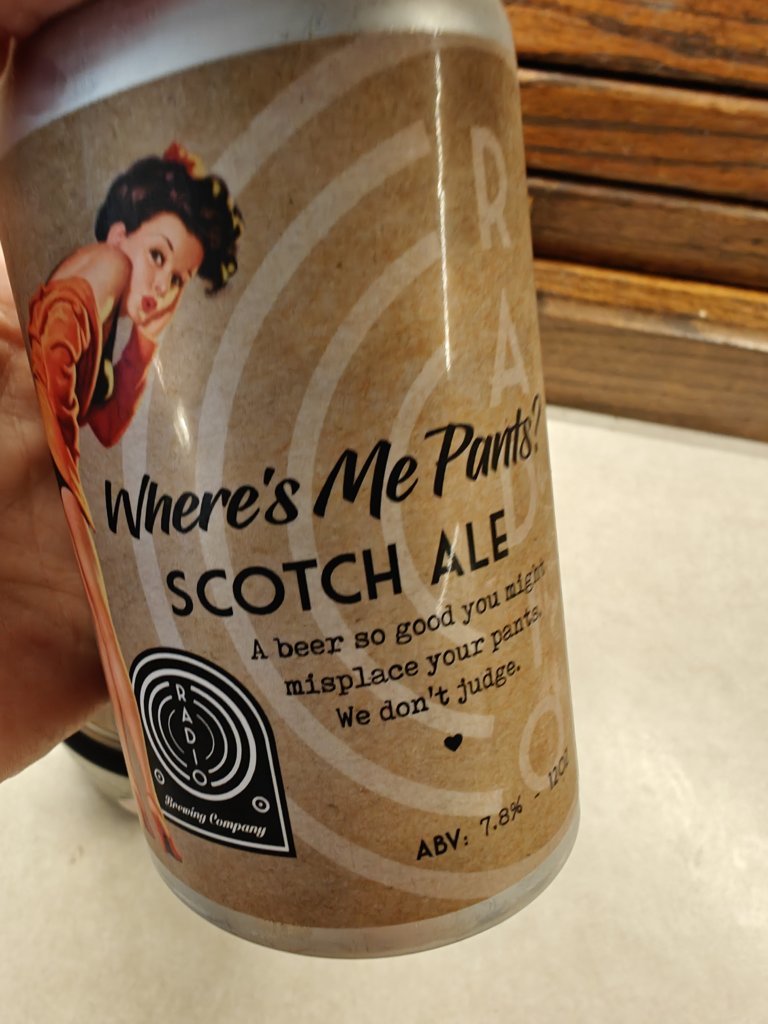 Where's Me Pants?
SCOTCH ALE
A beer so good you might
misplace your pants.
We don't judge.
RADIO
Brewing Company
ABV: 7.8% - 12OZ
RADIO